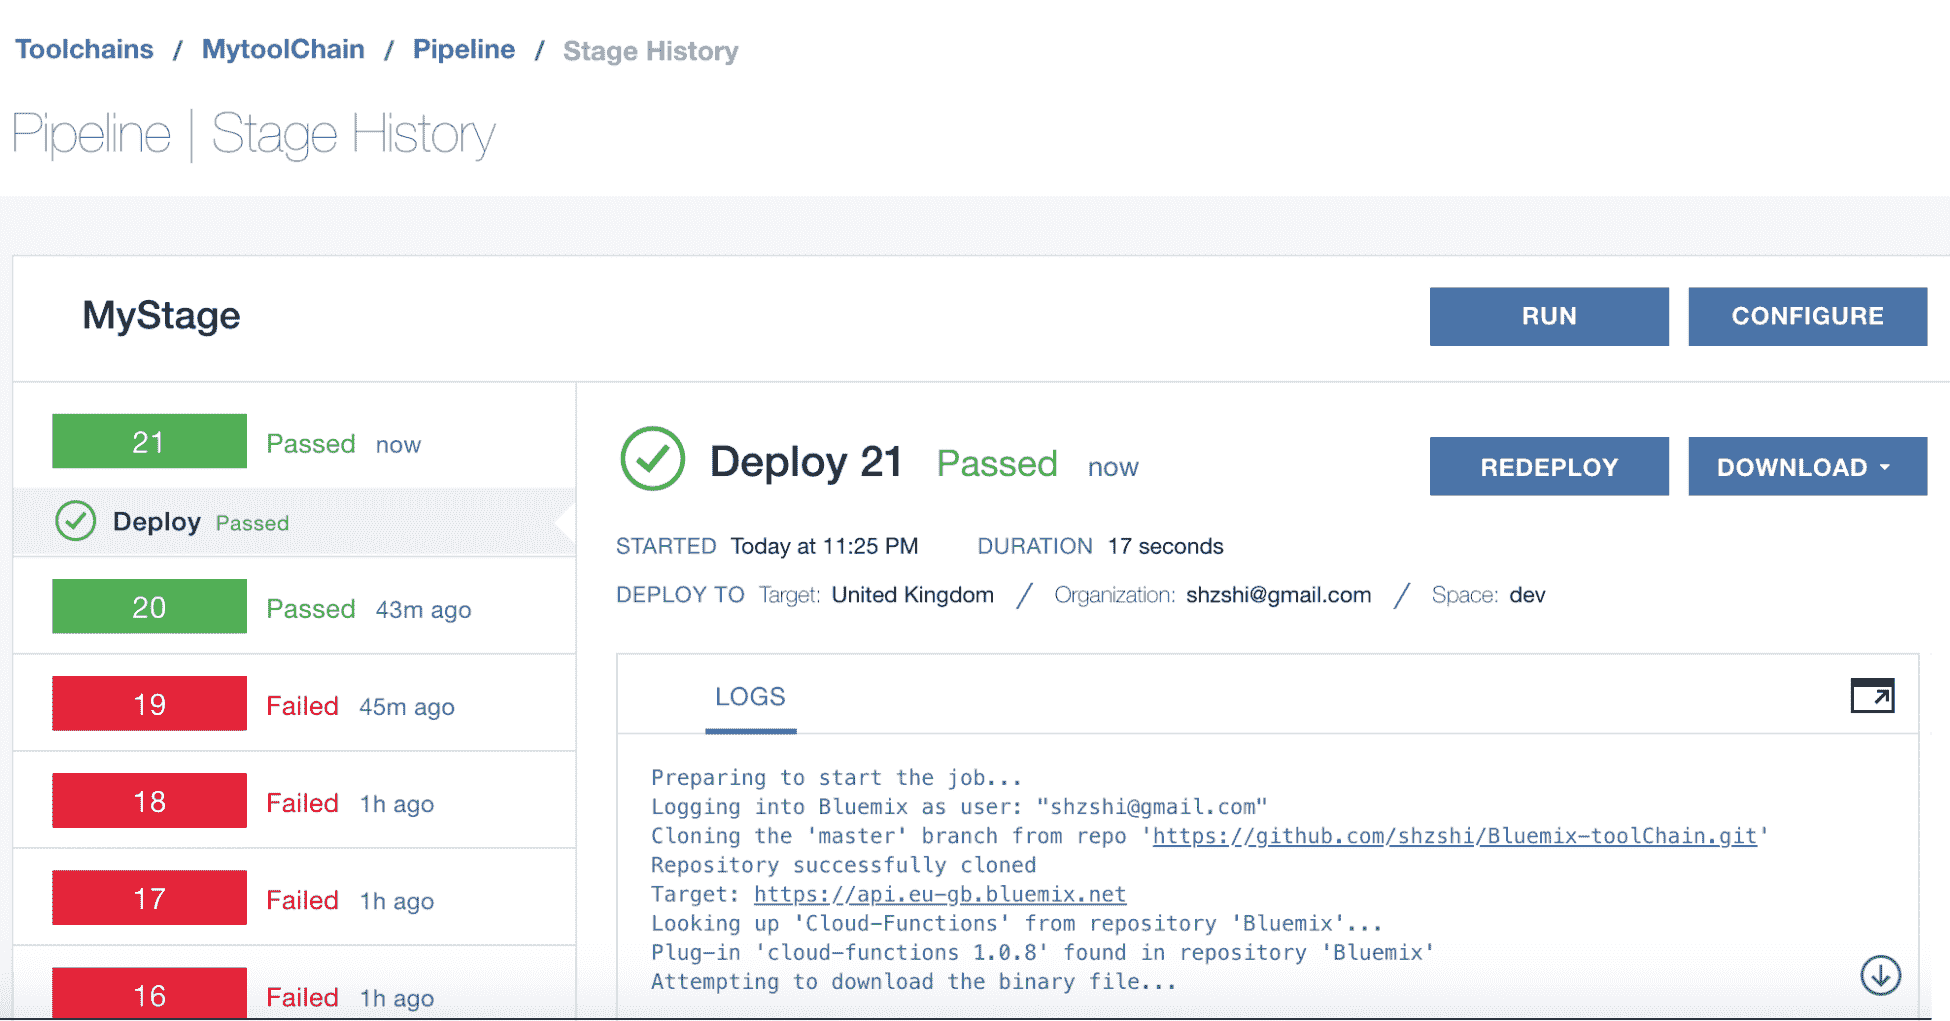 Toolchains / MytoolChain / Pipeline / Stage History
Pipeline | Stage History
MyStage
RUN
CONFIGURE
21 Passed now
Deploy Passed
20 Passed 43m ago
19 Failed 45m ago
18 Failed 1h ago
17 Failed 1h ago
16 Failed 1h ago
Deploy 21 Passed now
REDEPLOY
DOWNLOAD
STARTED Today at 11:25 PM DURATION 17 seconds
DEPLOY TO Target: United Kingdom / Organization: shzshi@gmail.com / Space: dev
LOGS
Preparing to start the job...
Logging into Bluemix as user: "shzshi@gmail.com"
Cloning the 'master' branch from repo 'https://github.com/shzshi/Bluemix-toolChain.git'
Repository successfully cloned
Target: https://api.eu-gb.bluemix.net
Looking up 'Cloud-Functions' from repository 'Bluemix'...
Plug-in 'cloud-functions 1.0.8' found in repository 'Bluemix'
Attempting to download the binary file...